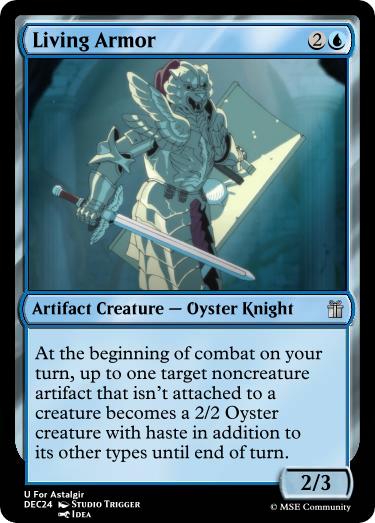 Living Armor 2
Artifact Creature — Oyster Knight
At the beginning of combat on your
turn, up to one target noncreature
artifact that isn't attached to a
creature becomes a 2/2 Oyster
creature with haste in addition to
its other types until end of turn.
2/3
U For Astalgir
DEC24 Studio Trigger
Idea
© MSE Community